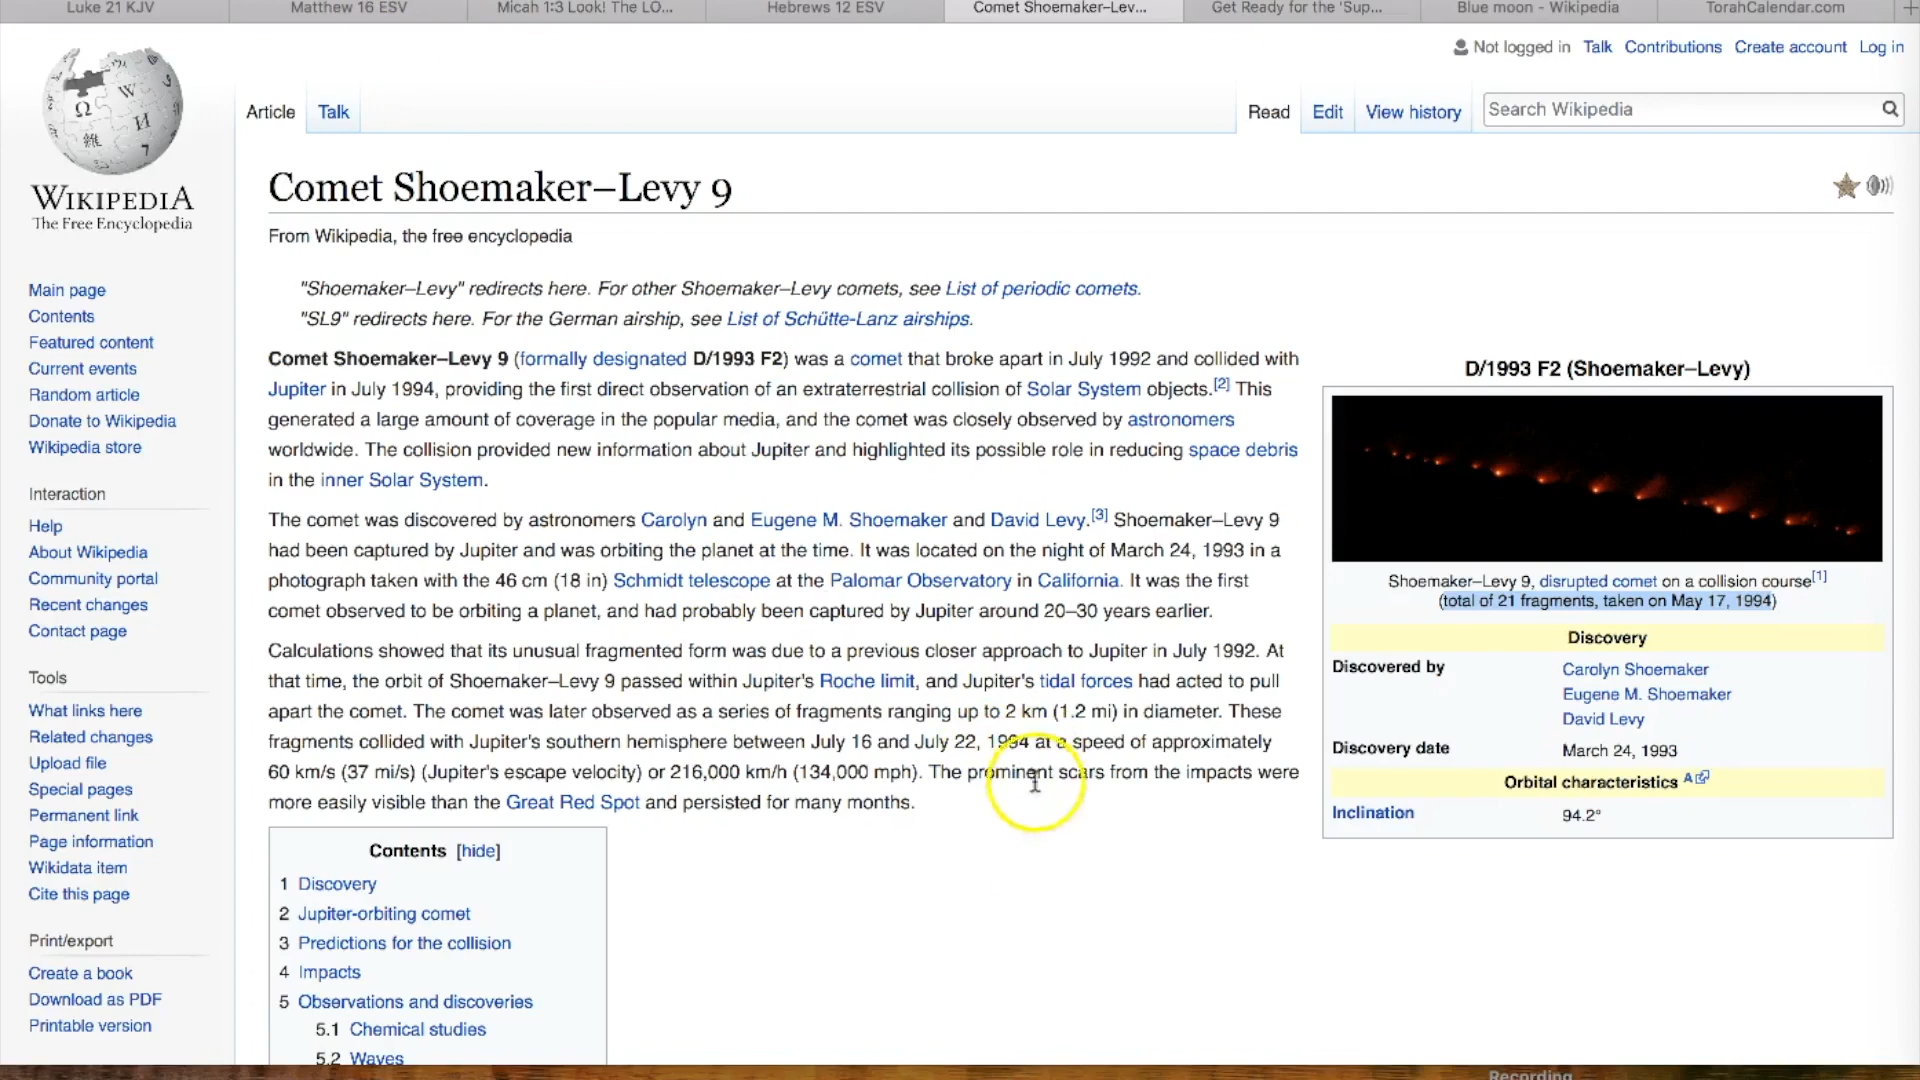 Luke 21 KJV
Matthew 16 ESV
Micah 1:3 Look! The LO...
Hebrews 12 ESV
Comet Shoemaker–Lev...
Get Ready for the 'Sup...
Blue moon - Wikipedia
TorahCalendar.com
Not logged in Talk Contributions Create account Log in
WIKIPEDIA
The Free Encyclopedia
Article Talk
Read Edit View history
Search Wikipedia
Main page
Contents
Featured content
Current events
Random article
Donate to Wikipedia
Wikipedia store
Interaction
Help
About Wikipedia
Community portal
Recent changes
Contact page
Tools
What links here
Related changes
Upload file
Special pages
Permanent link
Page information
Wikidata item
Cite this page
Print/export
Create a book
Download as PDF
Printable version
Comet Shoemaker–Levy 9
From Wikipedia, the free encyclopedia
"Shoemaker–Levy" redirects here. For other Shoemaker–Levy comets, see List of periodic comets.
"SL9" redirects here. For the German airship, see List of Schütte-Lanz airships.
Comet Shoemaker–Levy 9 (formally designated D/1993 F2) was a comet that broke apart in July 1992 and collided with
Jupiter in July 1994, providing the first direct observation of an extraterrestrial collision of Solar System objects.[2] This
generated a large amount of coverage in the popular media, and the comet was closely observed by astronomers
worldwide. The collision provided new information about Jupiter and highlighted its possible role in reducing space debris
in the inner Solar System.
The comet was discovered by astronomers Carolyn and Eugene M. Shoemaker and David Levy.[3] Shoemaker–Levy 9
had been captured by Jupiter and was orbiting the planet at the time. It was located on the night of March 24, 1993 in a
photograph taken with the 46 cm (18 in) Schmidt telescope at the Palomar Observatory in California. It was the first
comet observed to be orbiting a planet, and had probably been captured by Jupiter around 20–30 years earlier.
Calculations showed that its unusual fragmented form was due to a previous closer approach to Jupiter in July 1992. At
that time, the orbit of Shoemaker–Levy 9 passed within Jupiter's Roche limit, and Jupiter's tidal forces had acted to pull
apart the comet. The comet was later observed as a series of fragments ranging up to 2 km (1.2 mi) in diameter. These
fragments collided with Jupiter's southern hemisphere between July 16 and July 22, 1994 at a speed of approximately
60 km/s (37 mi/s) (Jupiter's escape velocity) or 216,000 km/h (134,000 mph). The prominent scars from the impacts were
more easily visible than the Great Red Spot and persisted for many months.
Contents [hide]
1 Discovery
2 Jupiter-orbiting comet
3 Predictions for the collision
4 Impacts
5 Observations and discoveries
5.1 Chemical studies
5.2 Waves
D/1993 F2 (Shoemaker–Levy)
Shoemaker–Levy 9, disrupted comet on a collision course[1]
(total of 21 fragments, taken on May 17, 1994)
Discovery
Discovered by Carolyn Shoemaker
Eugene M. Shoemaker
David Levy
Discovery date March 24, 1993
Orbital characteristics A
Inclination 94.2°
Recording